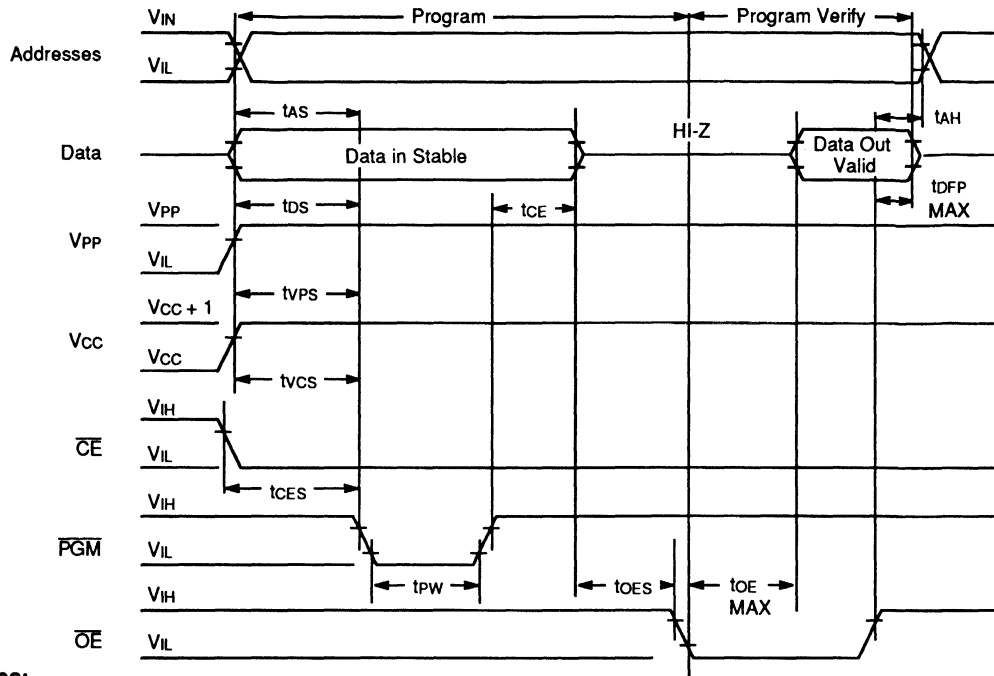 VIN
Program
Program Verify
Addresses
VIL
tAS
tAH
HI-Z
Data
Data in Stable
Data Out
Valid
tDS
tCE
tDFP
MAX
VPP
VPP
VIL
tVPS
VCC + 1
VCC
VCC
tVCS
VIH
CE
VIL
tCES
VIH
PGM
VIL
tPW
tOES
tOE
MAX
VIH
OE
VIL